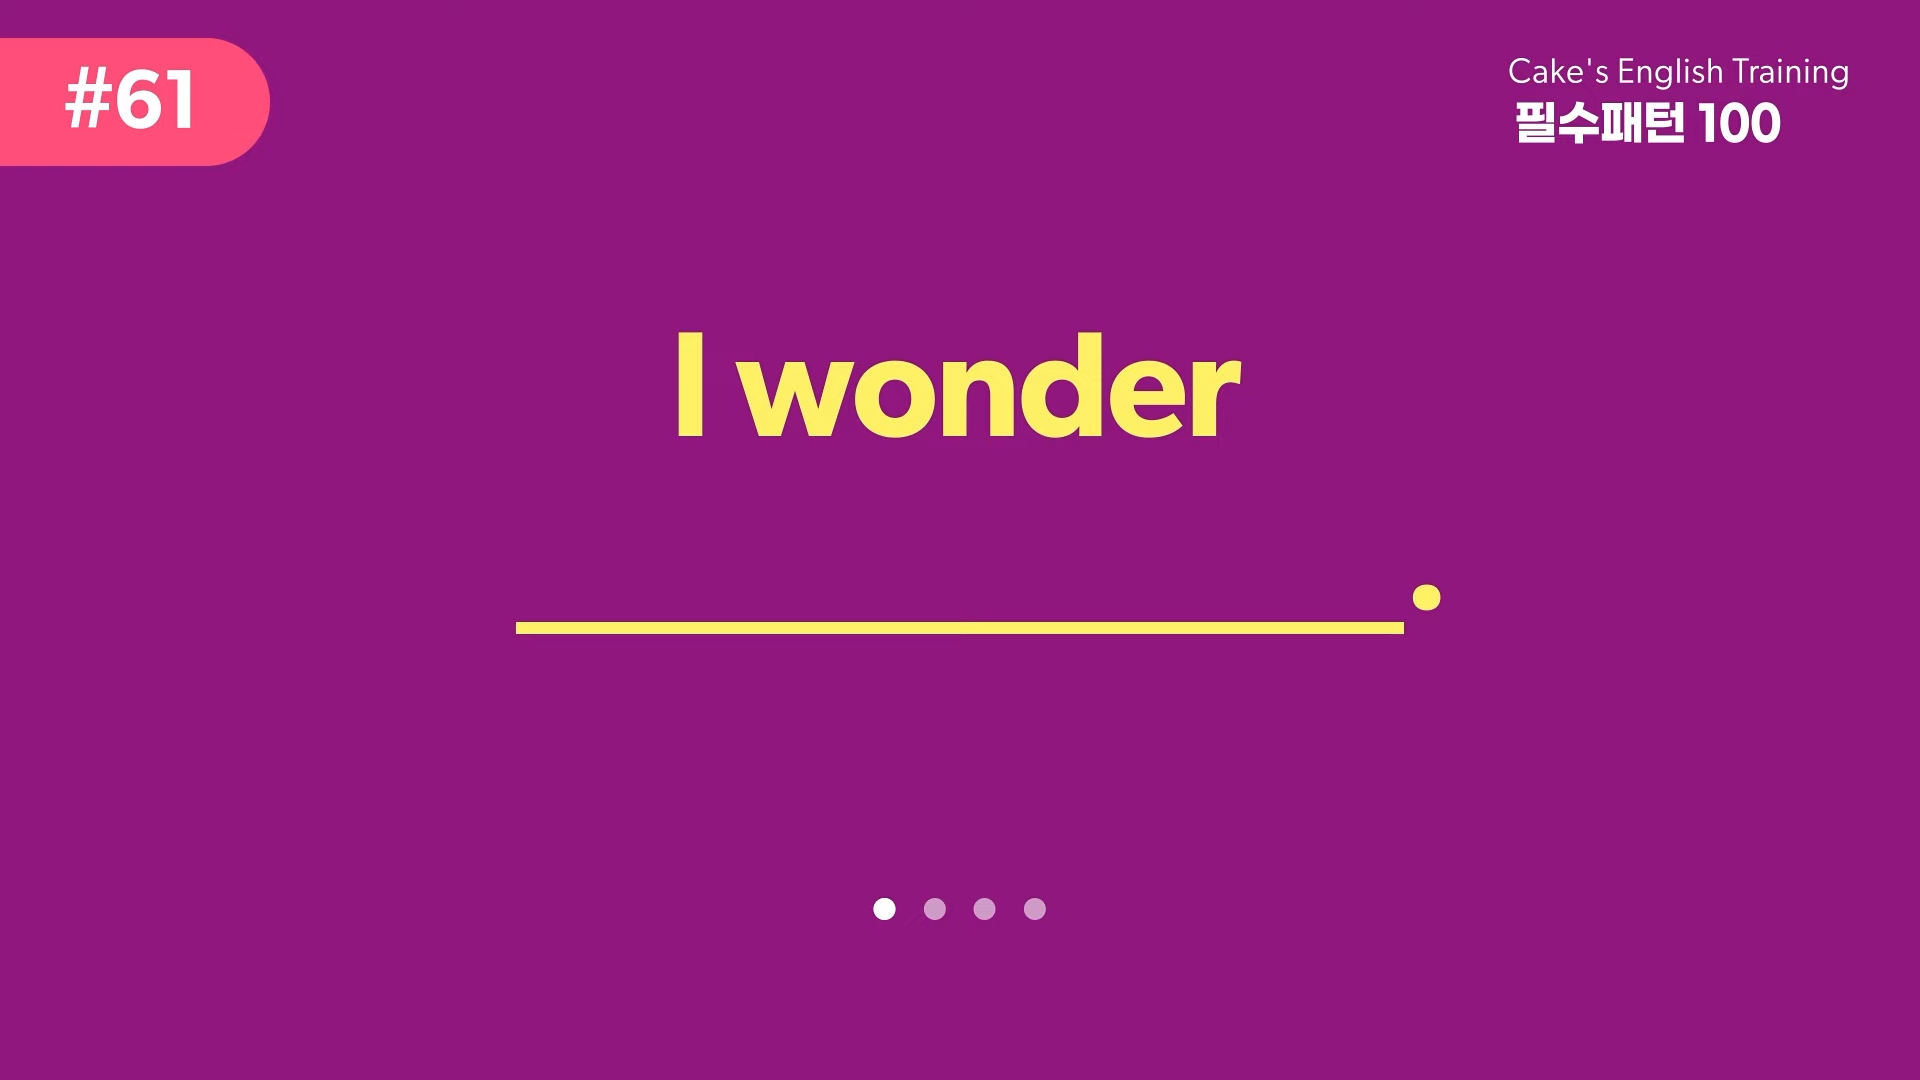 #61
Cake's English Training
필수패턴 100
I wonder
.